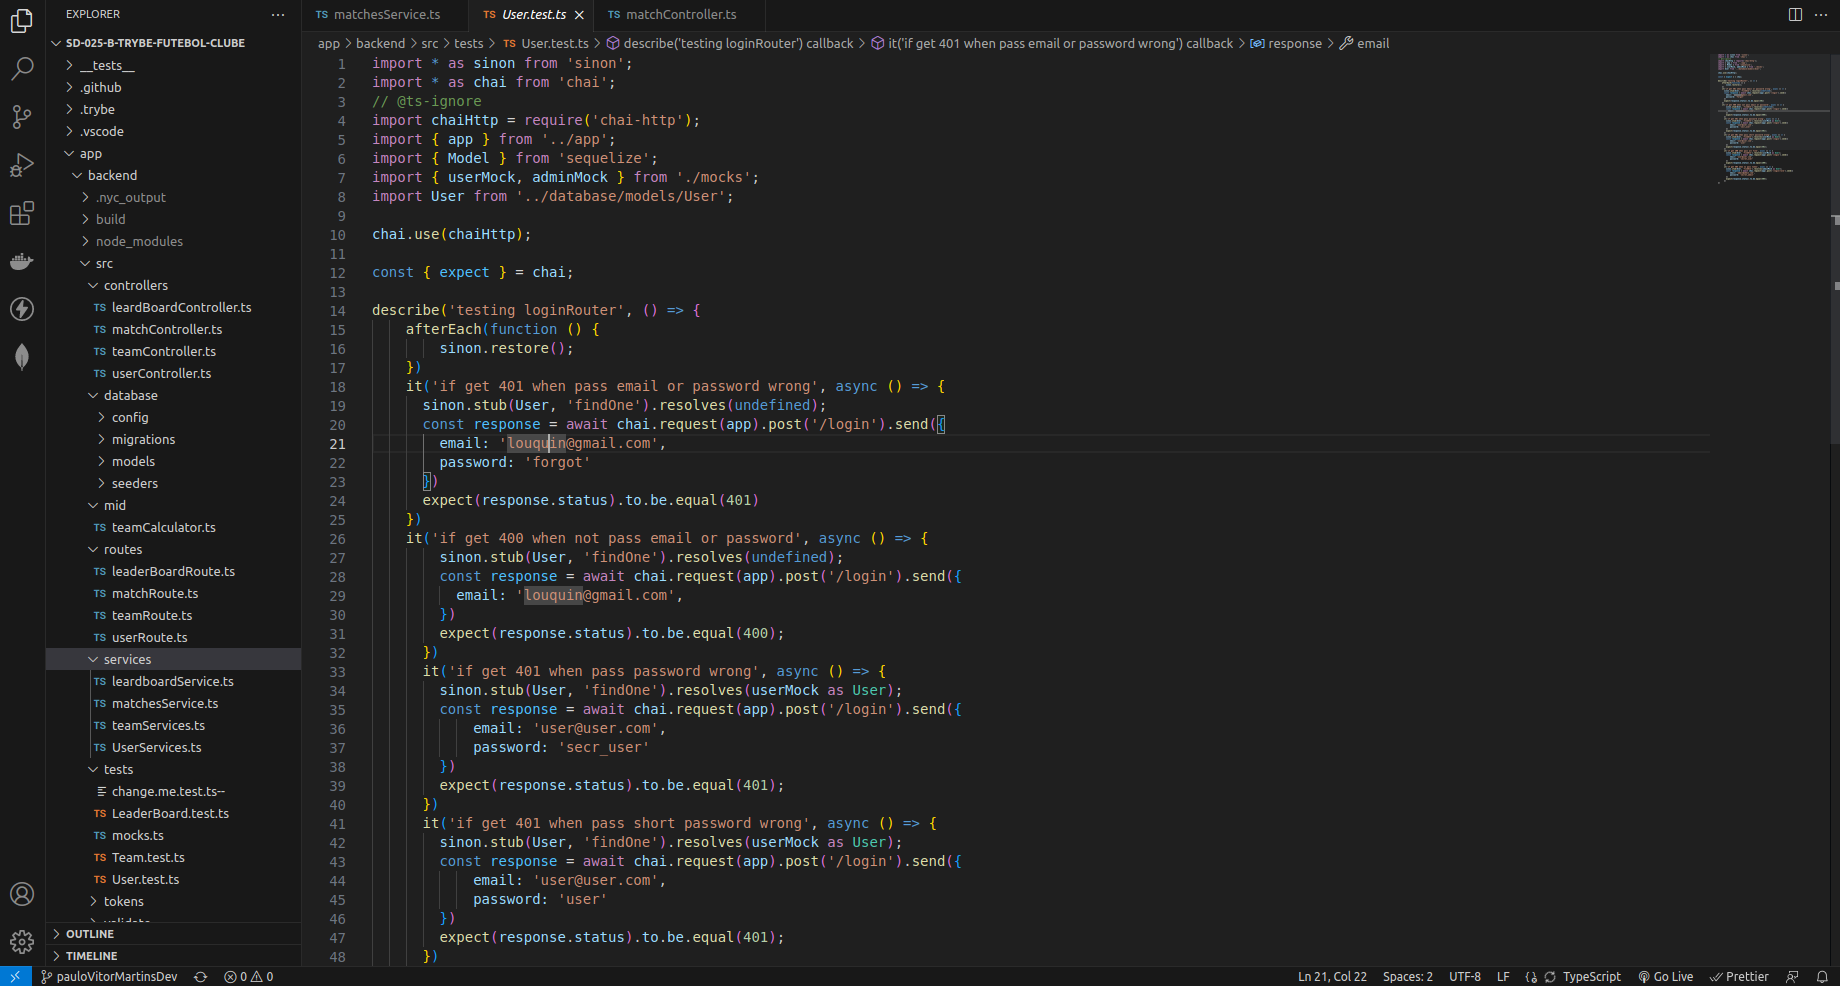 EXPLORER
SD-025-B-TRYBE-FUTEBOL-CLUBE
__tests__
.github
.trybe
.vscode
app
backend
.nyc_output
build
node_modules
src
controllers
TS leardBoardController.ts
TS matchController.ts
TS teamController.ts
TS userController.ts
database
config
migrations
models
seeders
mid
TS teamCalculator.ts
routes
TS leaderBoardRoute.ts
TS matchRoute.ts
TS teamRoute.ts
TS userRoute.ts
services
TS leardboardService.ts
TS matchesService.ts
TS teamServices.ts
TS UserServices.ts
tests
change.me.test.ts--
TS LeaderBoard.test.ts
TS mocks.ts
TS Team.test.ts
TS User.test.ts
tokens
OUTLINE
TIMELINE
TS matchesService.ts TS User.test.ts TS matchController.ts
app > backend > src > tests > TS User.test.ts > describe('testing loginRouter') callback > it('if get 401 when pass email or password wrong') callback > response > email
1 import * as sinon from 'sinon';
2 import * as chai from 'chai';
3 // @ts-ignore
4 import chaiHttp = require('chai-http');
5 import { app } from '../app';
6 import { Model } from 'sequelize';
7 import { userMock, adminMock } from './mocks';
8 import User from '../database/models/User';
9
10 chai.use(chaiHttp);
11
12 const { expect } = chai;
13
14 describe('testing loginRouter', () => {
15 afterEach(function () {
16 sinon.restore();
17 })
18 it('if get 401 when pass email or password wrong', async () => {
19 sinon.stub(User, 'findOne').resolves(undefined);
20 const response = await chai.request(app).post('/login').send({
21 email: 'louquin@gmail.com',
22 password: 'forgot'
23 })
24 expect(response.status).to.be.equal(401)
25 })
26 it('if get 400 when not pass email or password', async () => {
27 sinon.stub(User, 'findOne').resolves(undefined);
28 const response = await chai.request(app).post('/login').send({
29 email: 'louquin@gmail.com',
30 })
31 expect(response.status).to.be.equal(400);
32 })
33 it('if get 401 when pass password wrong', async () => {
34 sinon.stub(User, 'findOne').resolves(userMock as User);
35 const response = await chai.request(app).post('/login').send({
36 email: 'user@user.com',
37 password: 'secr_user'
38 })
39 expect(response.status).to.be.equal(401);
40 })
41 it('if get 401 when pass short password wrong', async () => {
42 sinon.stub(User, 'findOne').resolves(userMock as User);
43 const response = await chai.request(app).post('/login').send({
44 email: 'user@user.com',
45 password: 'user'
46 })
47 expect(response.status).to.be.equal(401);
48 })
pauloVitorMartinsDev 0 0 Ln 21, Col 22 Spaces: 2 UTF-8 LF TypeScript Go Live Prettier